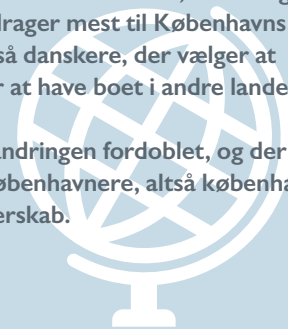 drager mest til Københavns
så danskere, der vælger at
r at have boet i andre lande
ndringen fordoblet, og der
øbenhavnere, altså københa
erskab.